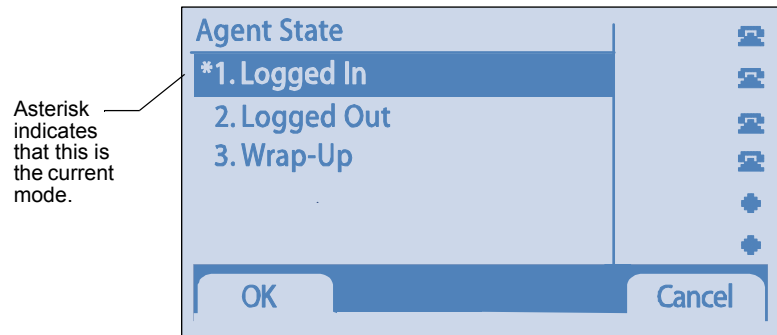 Agent State
*1. Logged In
2. Logged Out
3. Wrap-Up
OK
Cancel
Asterisk
indicates
that this is
the current
mode.